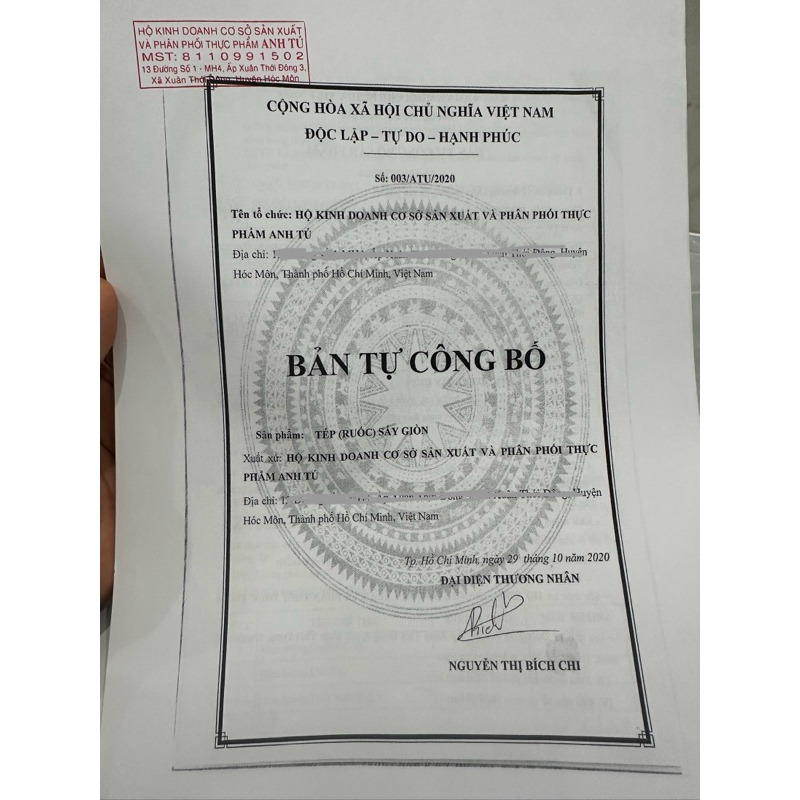 HỘ KINH DOANH CƠ SỞ SẢN XUẤT
VÀ PHÂN PHỐI THỰC PHẨM ANH TÚ
MST: 8110991502
13 Đường Số 1 - MH4, Ấp Xuân Thới Đông 3,
Xã Xuân Thới Đông, Huyện Hóc Môn
CỘNG HÒA XÃ HỘI CHỦ NGHĨA VIỆT NAM
ĐỘC LẬP – TỰ DO – HẠNH PHÚC
Số: 003/ATU/2020
Tên tổ chức: HỘ KINH DOANH CƠ SỞ SẢN XUẤT VÀ PHÂN PHỐI THỰC
PHẨM ANH TÚ
Địa chỉ: Thới Đông, Huyện
Hóc Môn, Thành phố Hồ Chí Minh, Việt Nam
BẢN TỰ CÔNG BỐ
Sản phẩm: TÉP (RUỐC) SẤY GIÒN
Xuất xứ: HỘ KINH DOANH CƠ SỞ SẢN XUẤT VÀ PHÂN PHỐI THỰC
PHẨM ANH TÚ
Địa chỉ: Xuân Thới Đông, Huyện
Hóc Môn, Thành phố Hồ Chí Minh, Việt Nam
Tp. Hồ Chí Minh, ngày 29 tháng 10 năm 2020
ĐẠI DIỆN THƯƠNG NHÂN
NGUYỄN THỊ BÍCH CHI